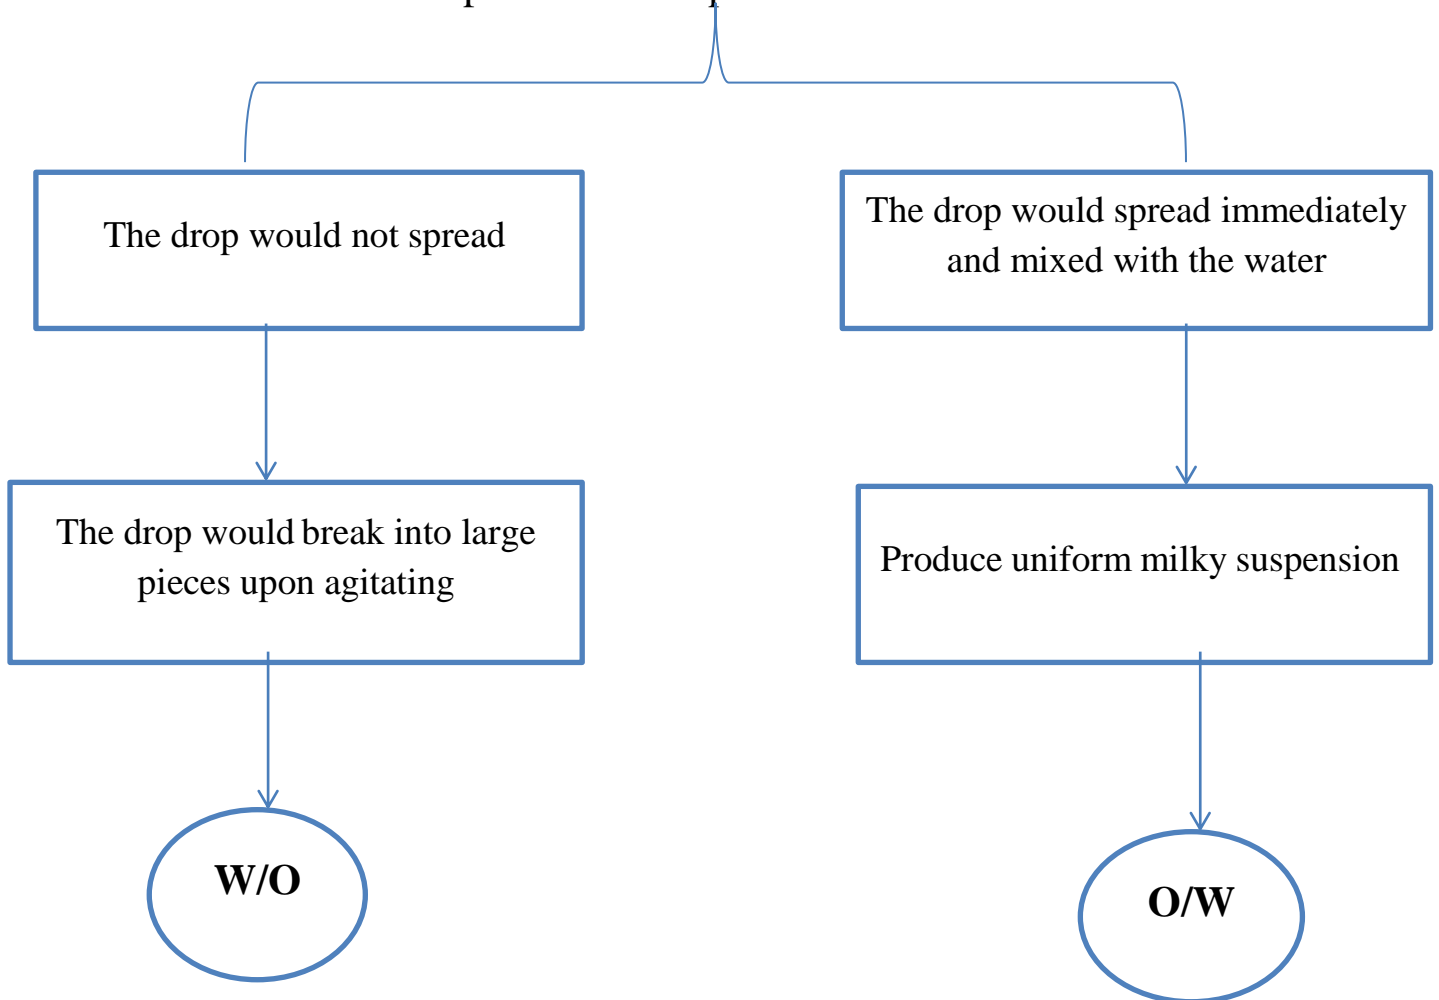 The drop would not spread
The drop would spread immediately
and mixed with the water
The drop would break into large
pieces upon agitating
Produce uniform milky suspension
W/O
O/W